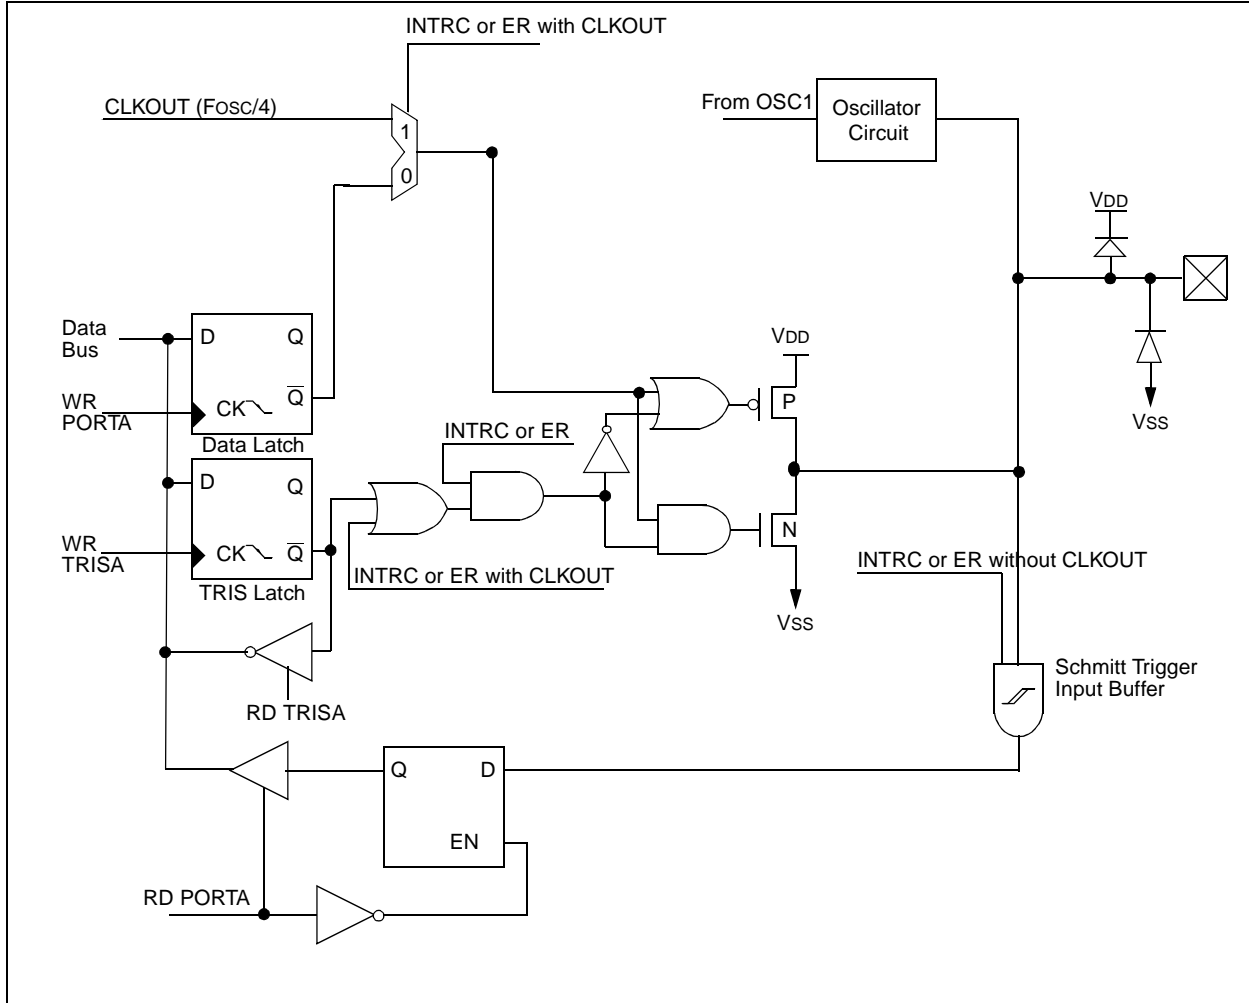 INTRC or ER with CLKOUT
CLKOUT (FOSC/4)
1
0
From OSC1
Oscillator
Circuit
VDD
Data
Bus
D
Q
WR
PORTA
CK
Q
Data Latch
VDD
P
VSS
INTRC or ER
D
Q
WR
TRISA
CK
Q
TRIS Latch
N
INTRC or ER with CLKOUT
INTRC or ER without CLKOUT
VSS
Schmitt Trigger
Input Buffer
RD TRISA
Q
D
EN
RD PORTA